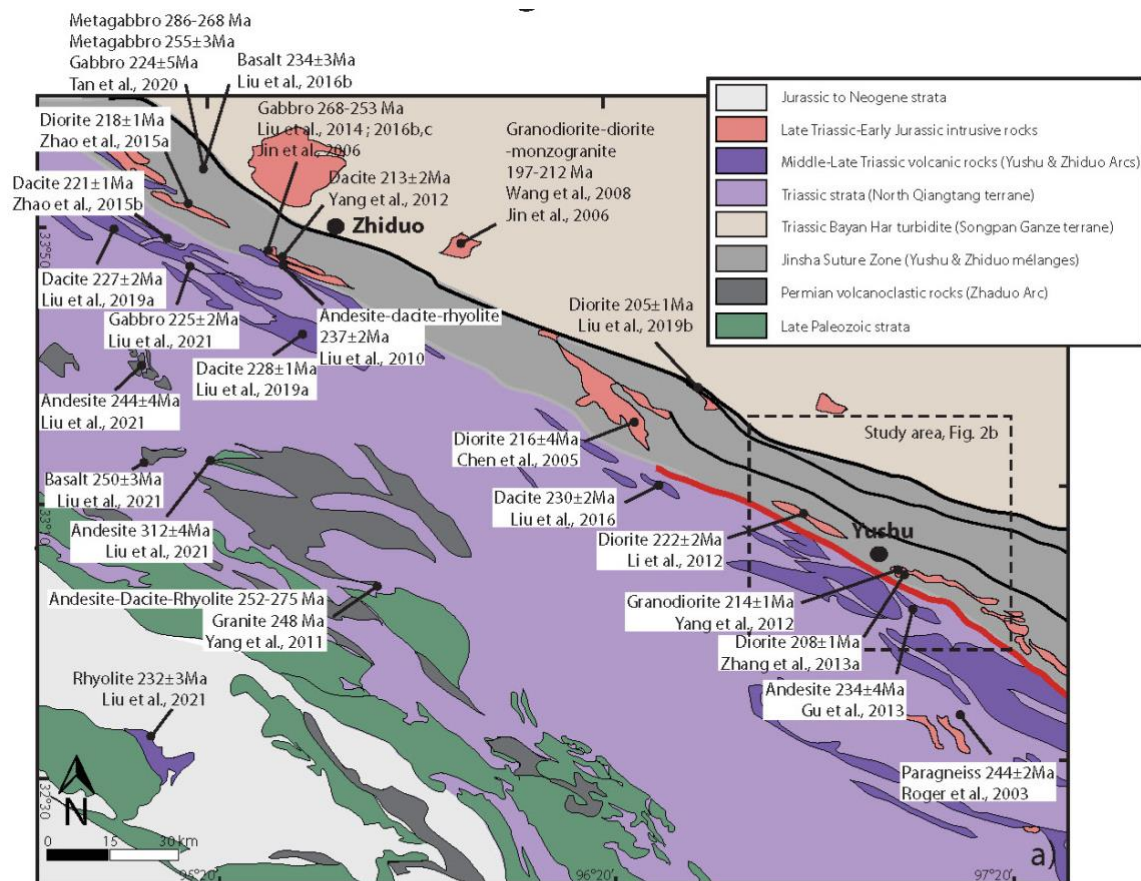 Metagabbro 286-268 Ma
Metagabbro 255±3Ma
Gabbro 224±5Ma
Tan et al., 2020
Basalt 234±3Ma
Liu et al., 2016b
Diorite 218±1Ma
Zhao et al., 2015a
Gabbro 268-253 Ma
Liu et al., 2014 ; 2016b,c
Jin et al., 2006
Granodiorite-diorite
-monzogranite
197-212 Ma
Wang et al., 2008
Jin et al., 2006
Dacite 221±1Ma
Zhao et al., 2015b
Dacite 213±2Ma
Yang et al., 2012
Zhiduo
33°50
Dacite 227±2Ma
Liu et al., 2019a
Gabbro 225±2Ma
Liu et al., 2021
Andesite-dacite-rhyolite
237±2Ma
Liu et al., 2010
Dacite 228±1Ma
Liu et al., 2019a
Andesite 244±4Ma
Liu et al., 2021
Diorite 205±1Ma
Liu et al., 2019b
Study area, Fig. 2b
Diorite 216±4Ma
Chen et al., 2005
Basalt 250±3Ma
Liu et al., 2021
Dacite 230±2Ma
Liu et al., 2016
Andesite 312±4Ma
Liu et al., 2021
Diorite 222±2Ma
Li et al., 2012
Yushu
Andesite-Dacite-Rhyolite 252-275 Ma
Granite 248 Ma
Yang et al., 2011
Granodiorite 214±1Ma
Yang et al., 2012
Diorite 208±1Ma
Zhang et al., 2013a
Rhyolite 232±3Ma
Liu et al., 2021
Andesite 234±4Ma
Gu et al., 2013
Paragneiss 244±2Ma
Roger et al., 2003
32°30
N
0 15 30 km
96°20
97°20'
a)
Jurassic to Neogene strata
Late Triassic-Early Jurassic intrusive rocks
Middle-Late Triassic volcanic rocks (Yushu & Zhiduo Arcs)
Triassic strata (North Qiangtang terrane)
Triassic Bayan Har turbidite (Songpan Ganze terrane)
Jinsha Suture Zone (Yushu & Zhiduo mélanges)
Permian volcanoclastic rocks (Zhaduo Arc)
Late Paleozoic strata